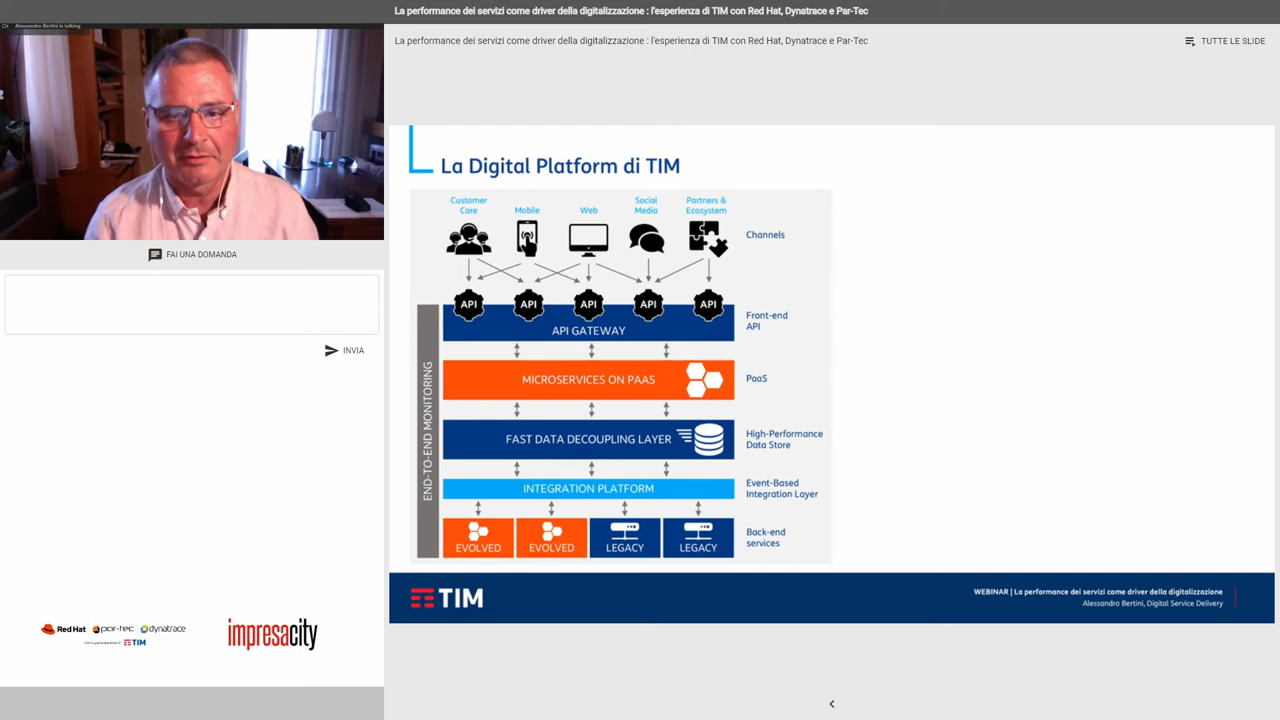 La performance dei servizi come driver della digitalizzazione : l'esperienza di TIM con Red Hat, Dynatrace e Par-Tec
Alessandro Bertini is talking
La performance dei servizi come driver della digitalizzazione : l'esperienza di TIM con Red Hat, Dynatrace e Par-Tec
TUTTE LE SLIDE
FAI UNA DOMANDA
INVIA
Red Hat par-tec dynatrace
TIM
impresacity
La Digital Platform di TIM
Customer Care
Mobile
Web
Social Media
Partners & Ecosystem
Channels
API API API API API
API GATEWAY
Front-end API
END-TO-END MONITORING
MICROSERVICES ON PAAS
PaaS
FAST DATA DECOUPLING LAYER
High-Performance Data Store
INTEGRATION PLATFORM
Event-Based Integration Layer
EVOLVED EVOLVED LEGACY LEGACY
Back-end services
TIM
WEBINAR | La performance dei servizi come driver della digitalizzazione
Alessandro Bertini, Digital Service Delivery